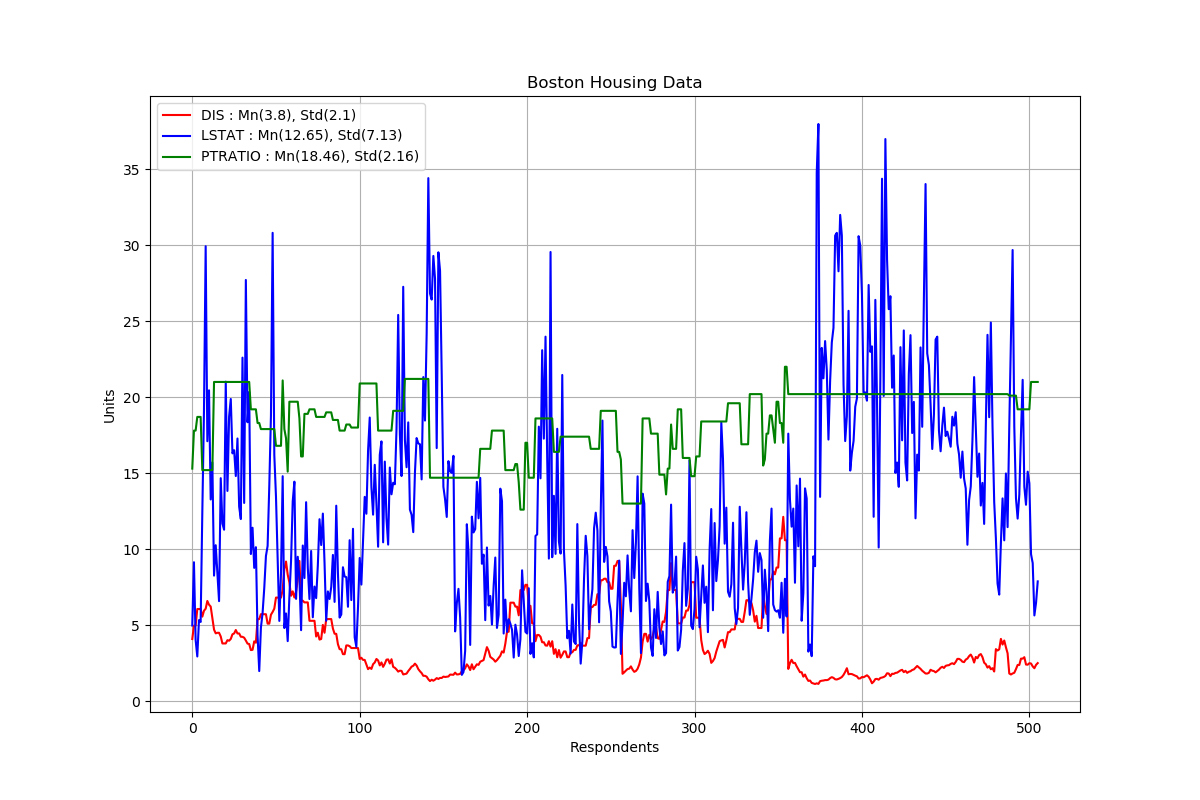 Boston Housing Data
DIS : Mn(3.8), Std(2.1)
LSTAT : Mn(12.65), Std(7.13)
PTRATIO : Mn(18.46), Std(2.16)
35
30
25
20
15
10
5
0
Units
0 100 200 300 400 500
Respondents